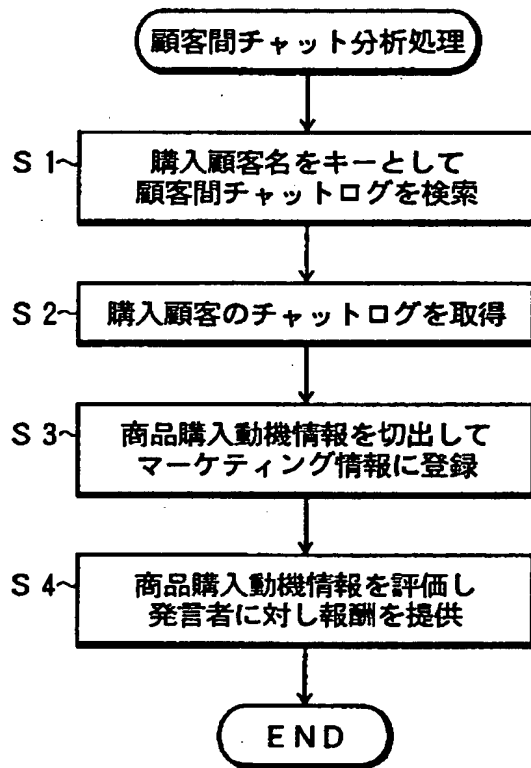 顧客間チャット分析処理
S1 購入顧客名をキーとして
顧客間チャットログを検索
S2 購入顧客のチャットログを取得
S3 商品購入動機情報を切出して
マーケティング情報に登録
S4 商品購入動機情報を評価し
発言者に対し報酬を提供
END